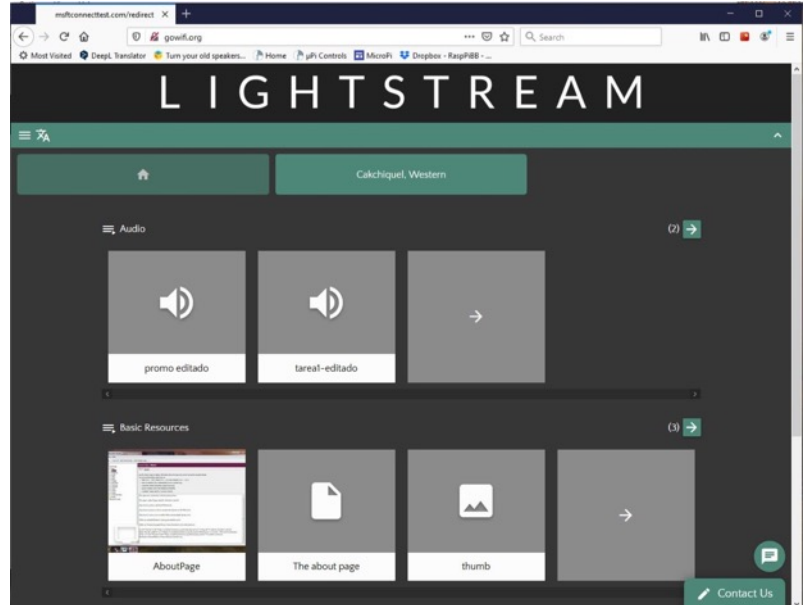 msftconnecttest.com/redirect
gowifi.org
Search
Most Visited DeepL Translator Turn your old speakers... Home µPi Controls MicroPi Dropbox - RaspPiBB - ...
LIGHTSTREAM
Cakchiquel, Western
Audio (2)
promo editado tarea1-editado
Basic Resources (3)
AboutPage The about page thumb
Contact Us